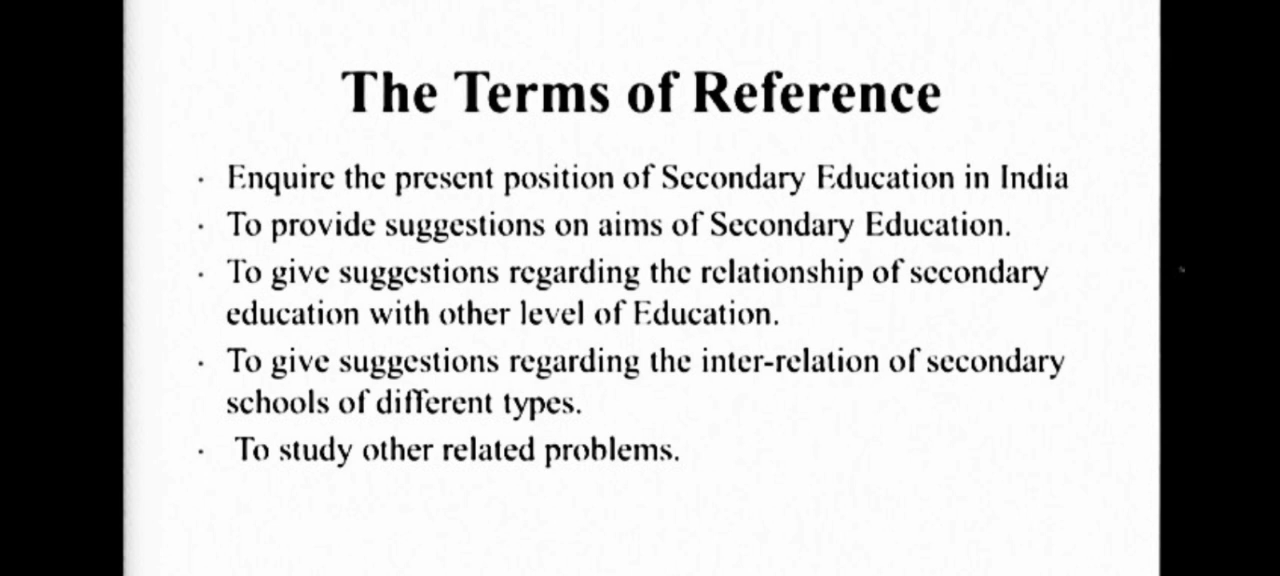 The Terms of Reference
· Enquire the present position of Secondary Education in India
· To provide suggestions on aims of Secondary Education.
· To give suggestions regarding the relationship of secondary
education with other level of Education.
· To give suggestions regarding the inter-relation of secondary
schools of different types.
· To study other related problems.